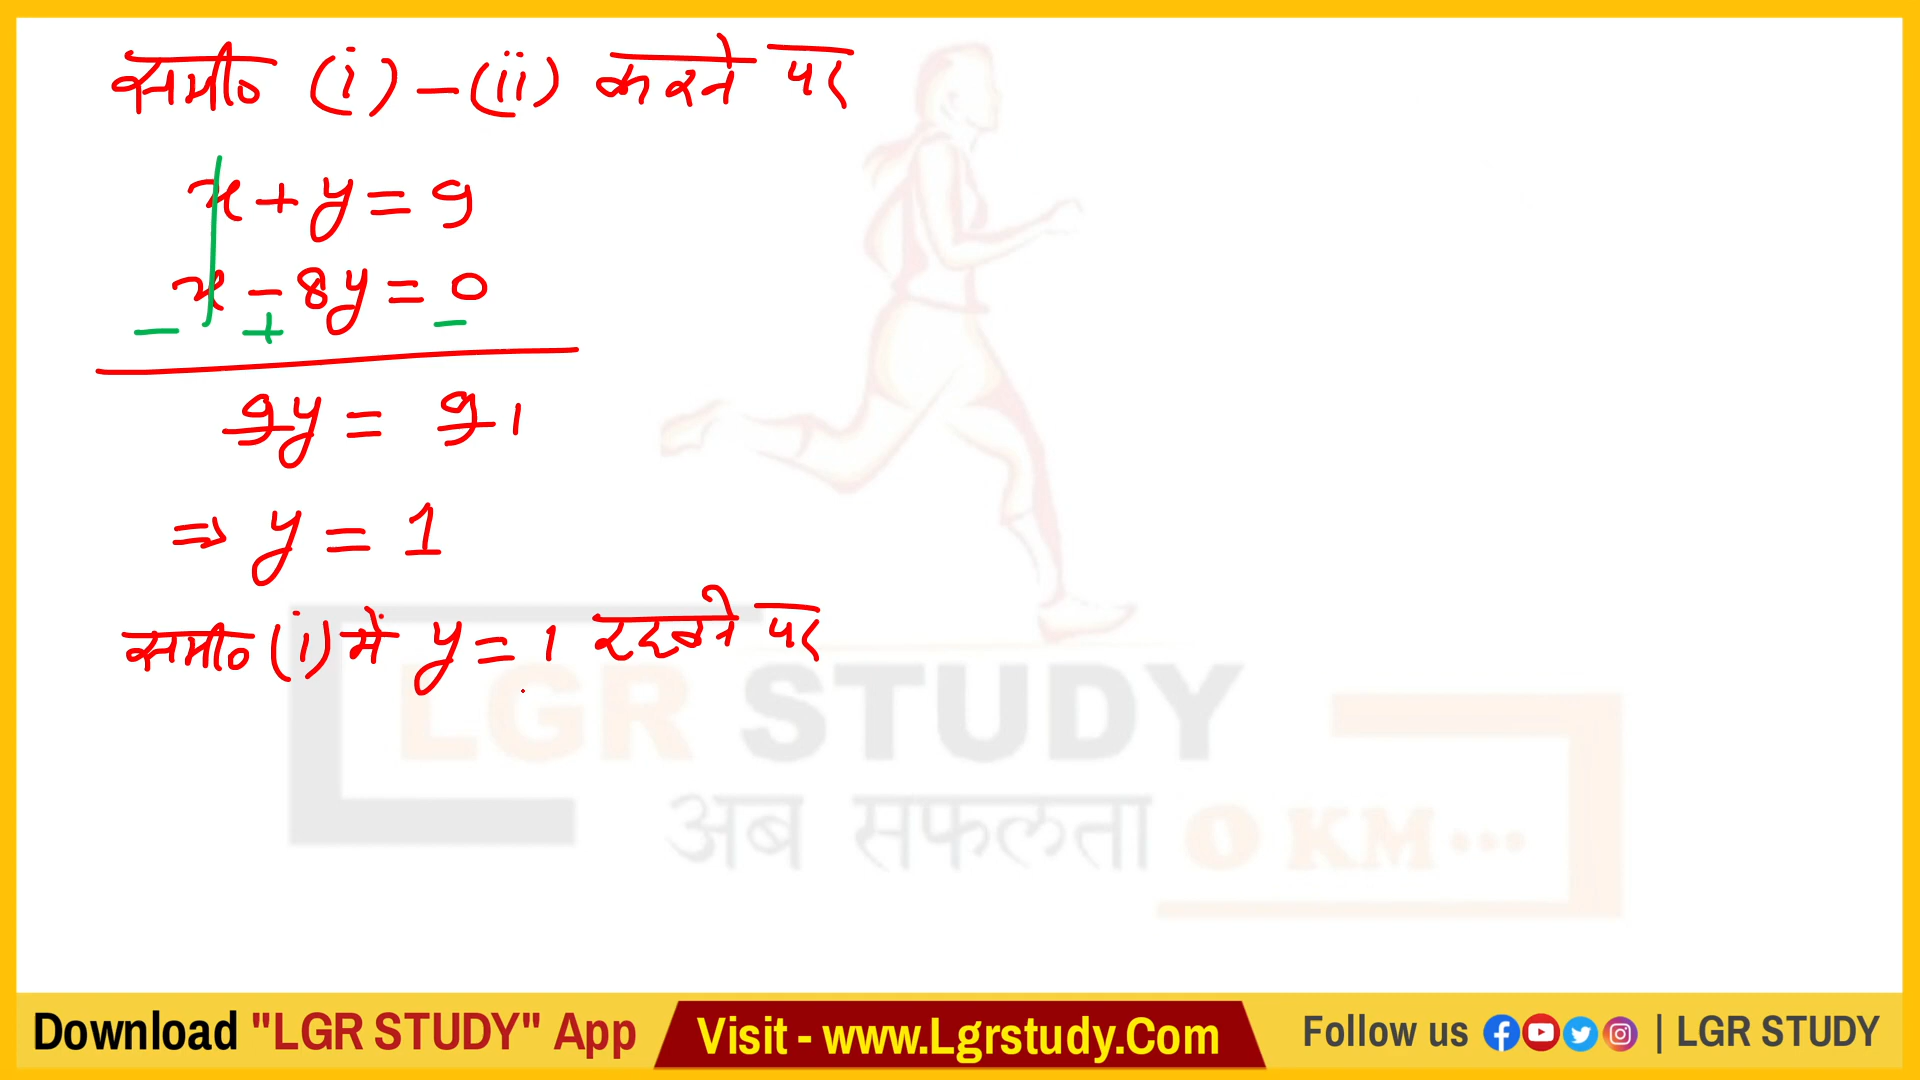 समी० (i) - (ii) करने पर
x + y = 9
x - 8y = 0
- + -
9y = 9 1
⇒ y = 1
समी० (i) में y = 1 रखने पर
LGR STUDY
अब सफलता 0 KM...
Download "LGR STUDY" App
Visit - www.Lgrstudy.Com
Follow us | LGR STUDY